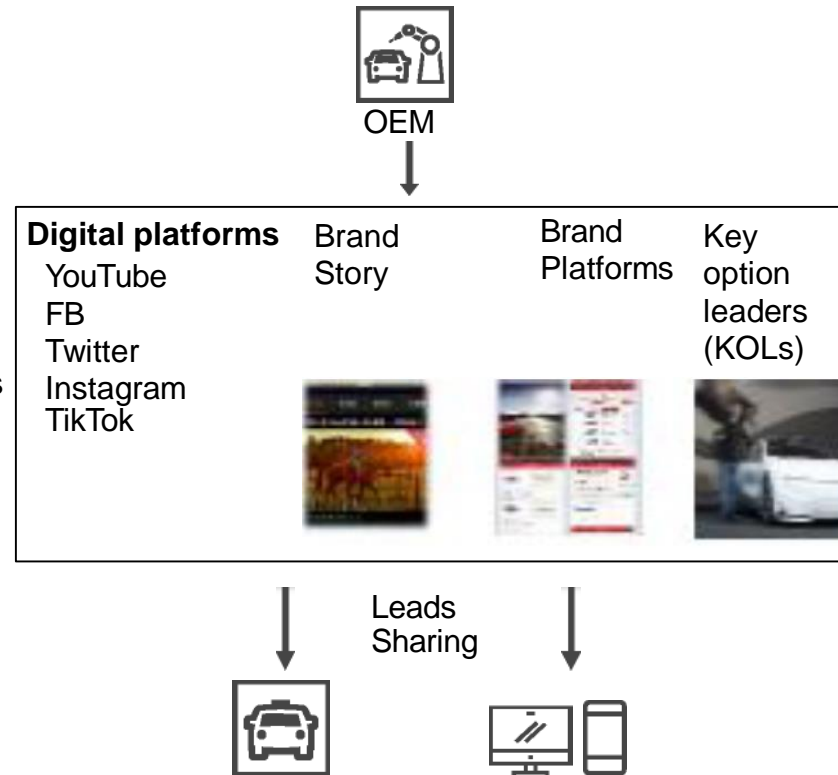 OEM
Digital platforms
YouTube
FB
Twitter
Instagram
TikTok
Brand
Story
Brand
Platforms
Key
option
leaders
(KOLs)
Leads
Sharing